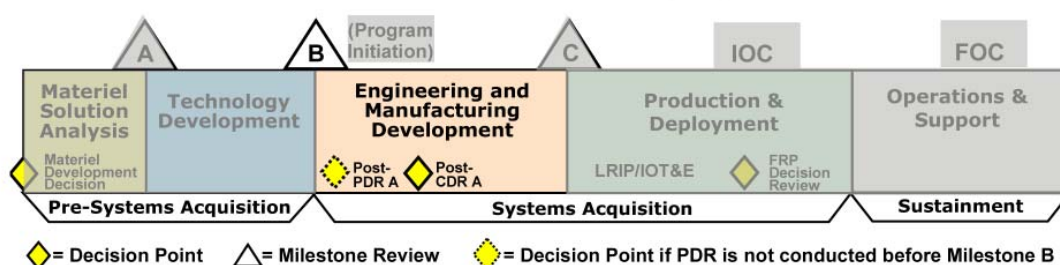 A
B
(Program
Initiation)
C
IOC
FOC
Materiel
Solution
Analysis
Materiel
Development
Decision
Technology
Development
Engineering and
Manufacturing
Development
Post-
PDR A
Post-
CDR A
Production &
Deployment
LRIP/IOT&E
FRP
Decision
Review
Operations &
Support
Pre-Systems Acquisition
Systems Acquisition
Sustainment
= Decision Point
= Milestone Review
= Decision Point if PDR is not conducted before Milestone B